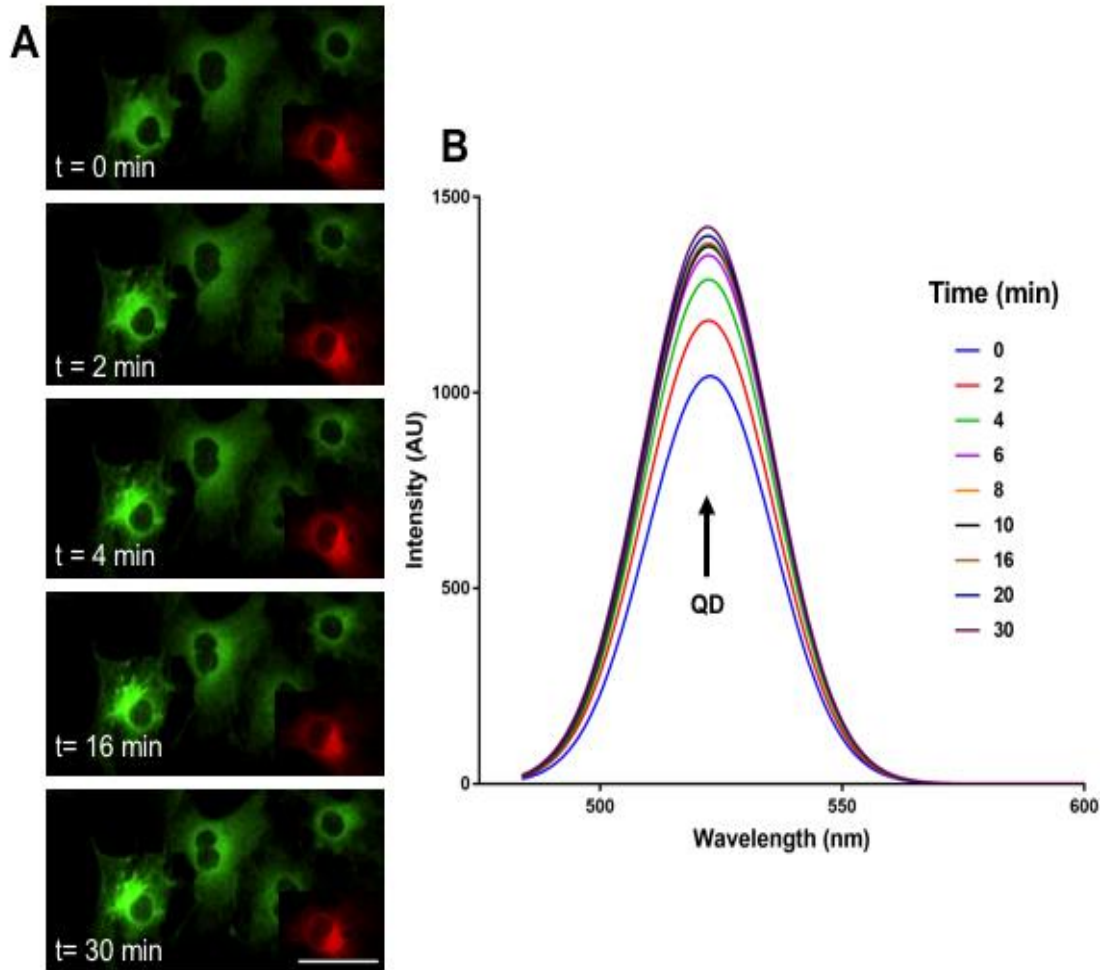 A
t = 0 min
t = 2 min
t = 4 min
t= 16 min
t= 30 min
B
1500
1000
500
0
Intensity (AU)
500
550
600
Wavelength (nm)
QD
Time (min)
0
2
4
6
8
10
16
20
30